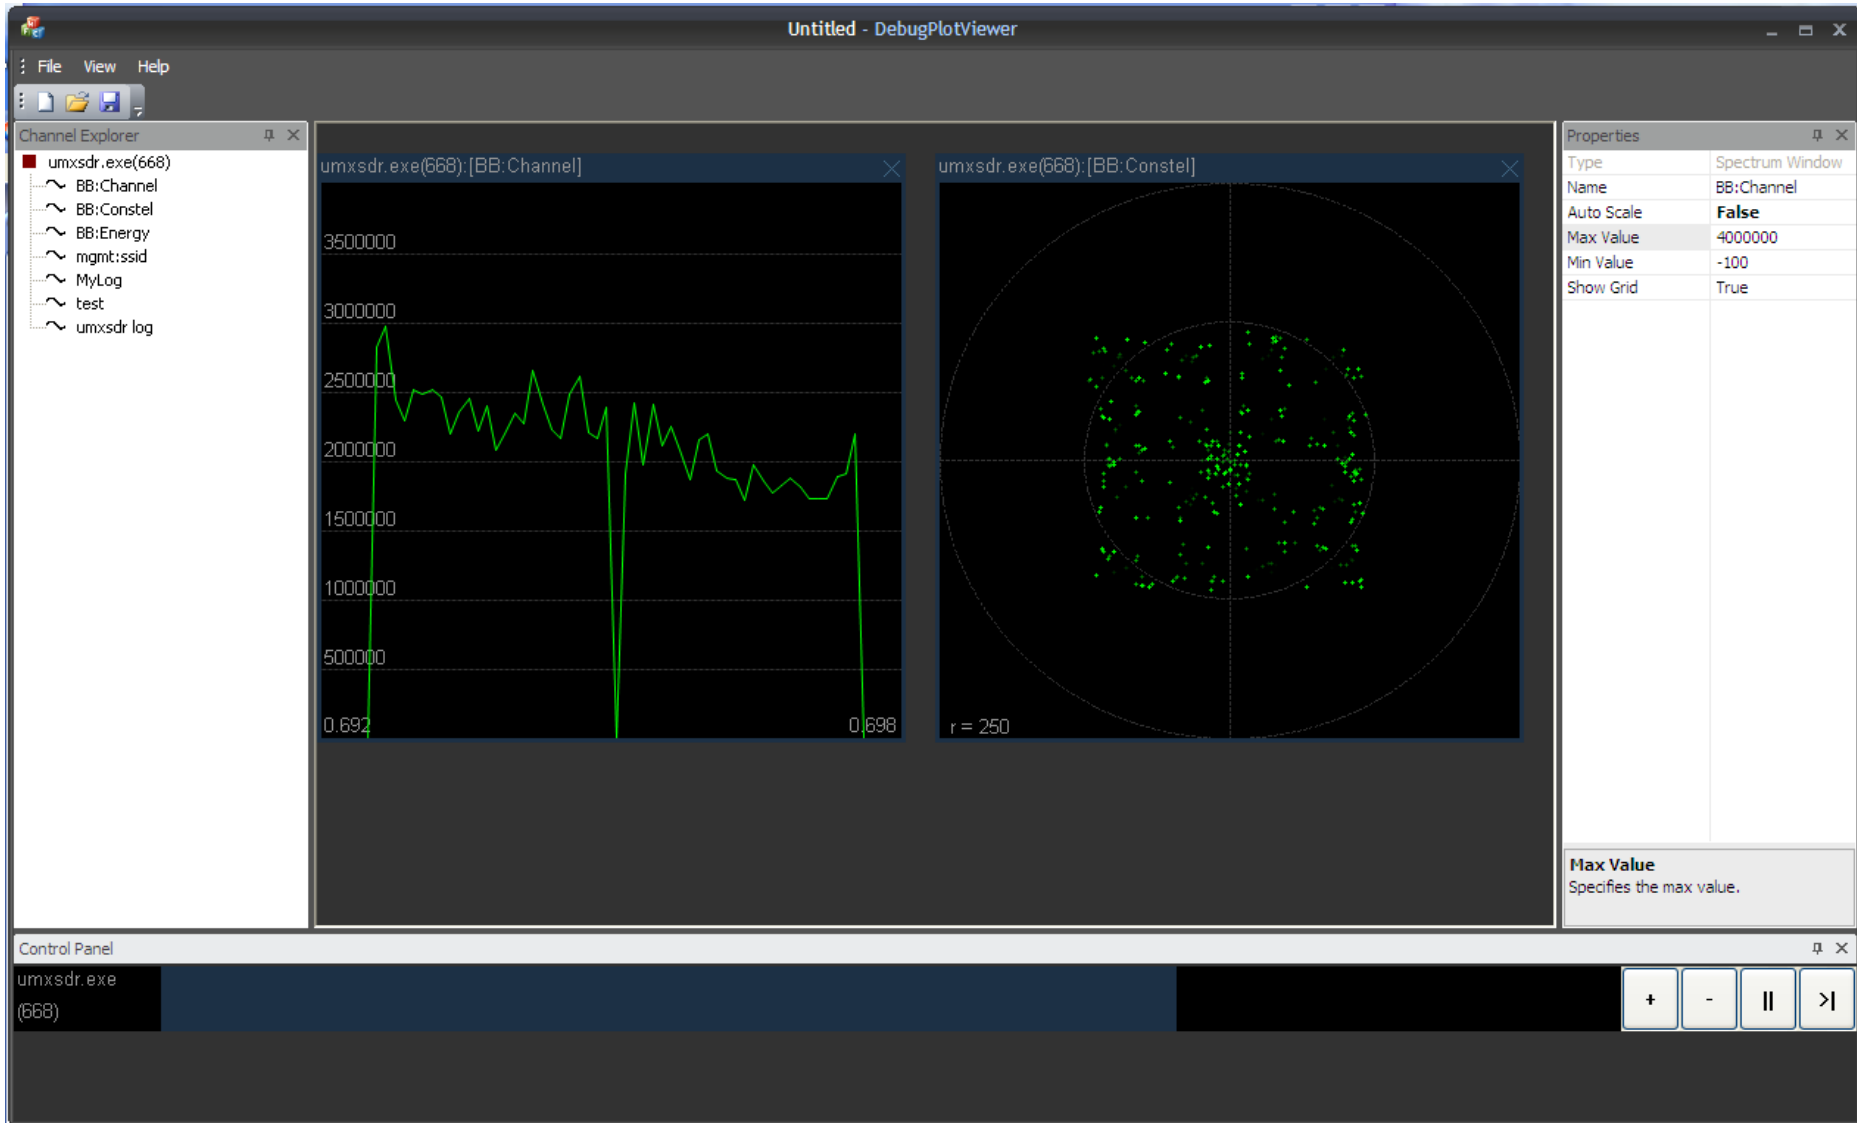 Untitled - DebugPlotViewer
File View Help
Channel Explorer
umxsdr.exe(668)
BB:Channel
BB:Constel
BB:Energy
mgmt:ssid
MyLog
test
umxsdr log
umxsdr.exe(668):[BB:Channel]
3500000
3000000
2500000
2000000
1500000
1000000
500000
0.692 0.698
umxsdr.exe(668):[BB:Constel]
r = 250
Properties
Type Spectrum Window
Name BB:Channel
Auto Scale False
Max Value 4000000
Min Value -100
Show Grid True
Max Value
Specifies the max value.
Control Panel
umxsdr.exe
(668)
+ - || >|